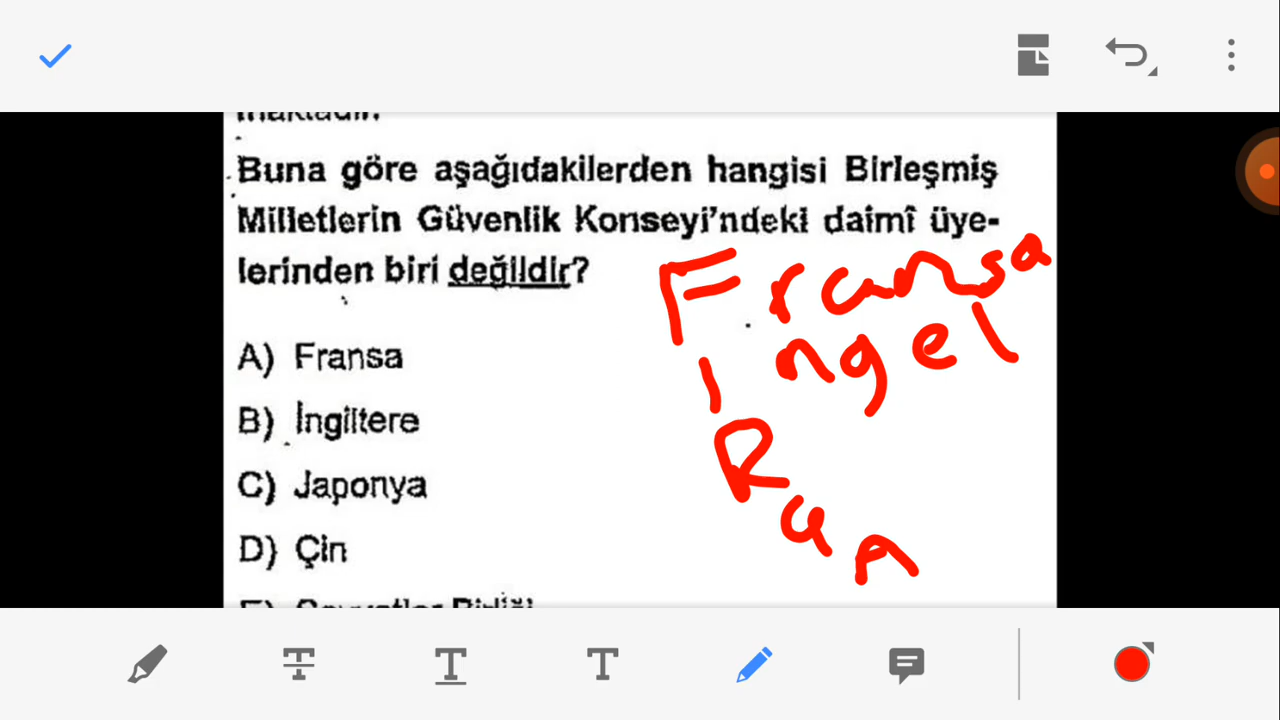 Buna göre aşağıdakilerden hangisi Birleşmiş
Milletlerin Güvenlik Konseyi'ndeki daimî üye-
lerinden biri değildir?
Fransa
ngel
A) Fransa
B) İngiltere
R
C) Japonya
a
D) Çin
A
T
T
T